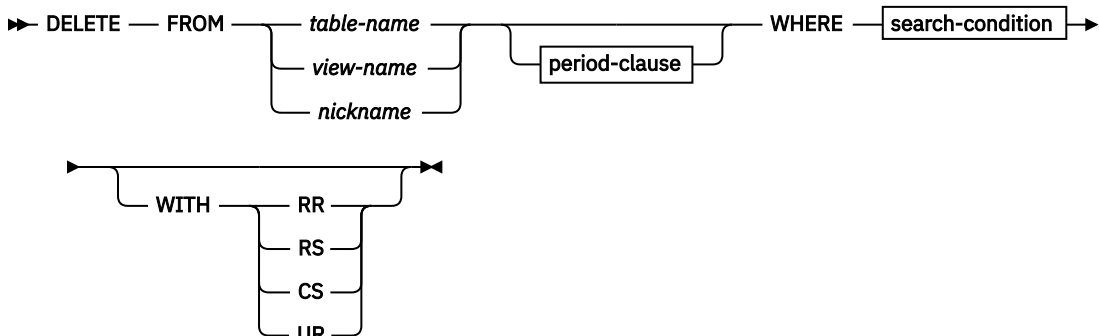 DELETE FROM table-name WHERE search-condition
view-name
period-clause
nickname
WITH RR
RS
CS
UR